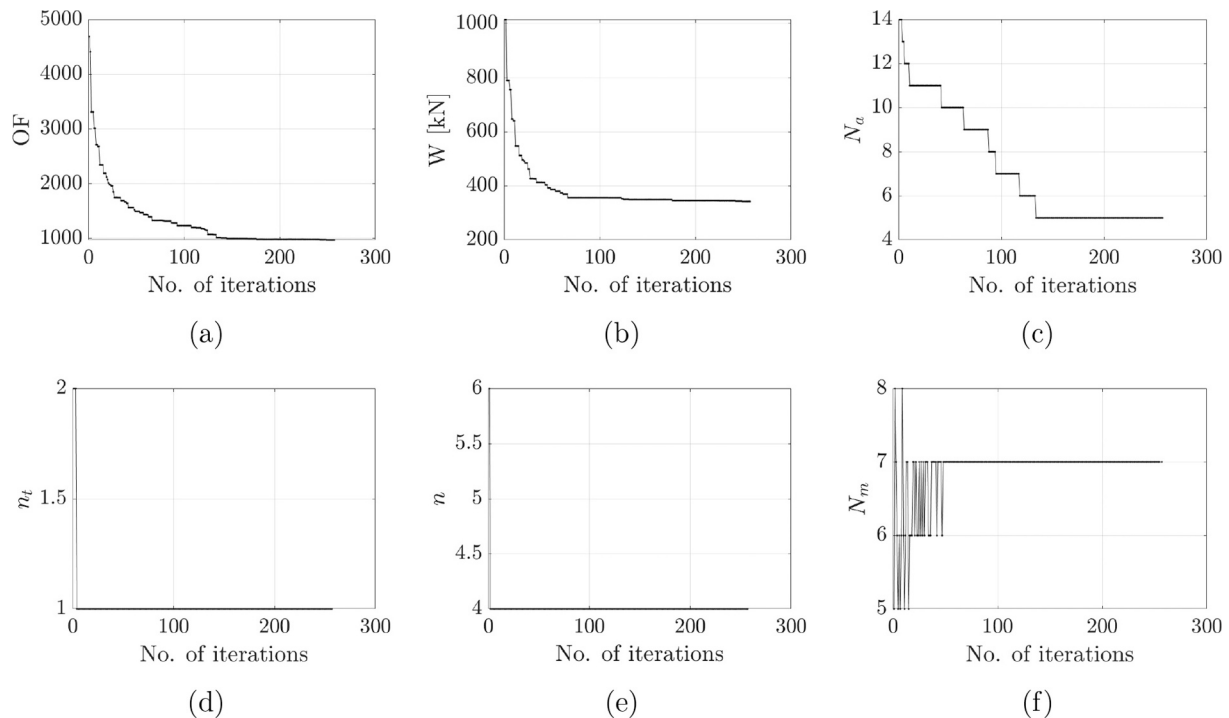 5000
4000
3000
2000
1000
OF
0 100 200 300
No. of iterations
(a)
1000
800
600
400
200
W [kN]
0 100 200 300
No. of iterations
(b)
14
12
10
8
6
4
N_a
0 100 200 300
No. of iterations
(c)
2
1.5
1
n_t
0 100 200 300
No. of iterations
(d)
6
5.5
5
4.5
4
n
0 100 200 300
No. of iterations
(e)
8
7
6
5
N_m
0 100 200 300
No. of iterations
(f)